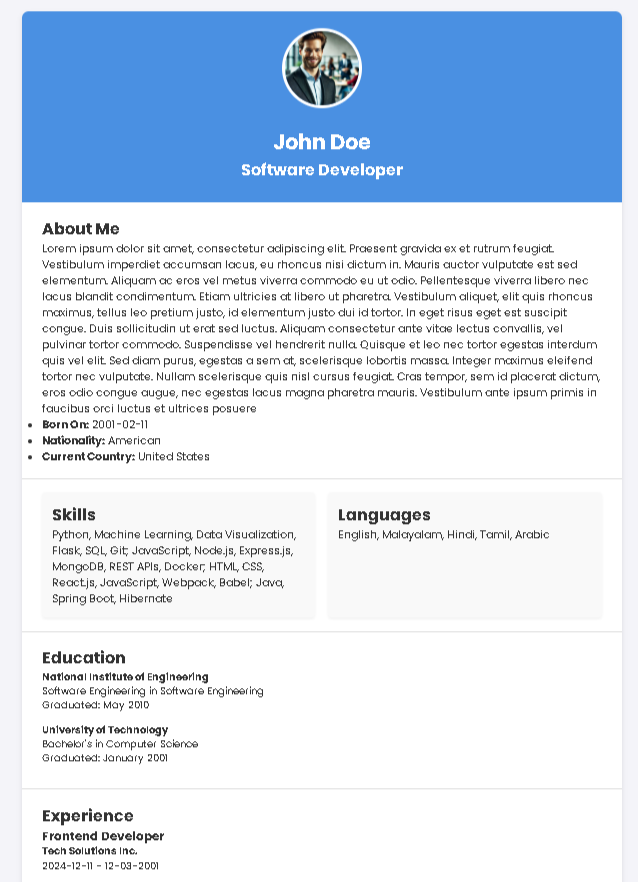 John Doe
Software Developer
About Me
Lorem ipsum dolor sit amet, consectetur adipiscing elit. Praesent gravida ex et rutrum feugiat.
Vestibulum imperdiet accumsan lacus, eu rhoncus nisi dictum in. Mauris auctor vulputate est sed
elementum. Aliquam ac eros vel metus viverra commodo eu ut odio. Pellentesque viverra libero nec
lacus blandit condimentum. Etiam ultricies at libero ut pharetra. Vestibulum aliquet, elit quis rhoncus
maximus, tellus leo pretium justo, id elementum justo dui id tortor. In eget risus eget est suscipit
congue. Duis sollicitudin ut erat sed luctus. Aliquam consectetur ante vitae lectus convallis, vel
pulvinar tortor commodo. Suspendisse vel hendrerit nulla. Quisque et leo nec tortor egestas interdum
quis vel elit. Sed diam purus, egestas a sem at, scelerisque lobortis massa. Integer maximus eleifend
tortor nec vulputate. Nullam scelerisque quis nisl cursus feugiat. Cras tempor, sem id placerat dictum,
eros odio congue augue, nec egestas lacus magna pharetra mauris. Vestibulum ante ipsum primis in
faucibus orci luctus et ultrices posuere
• Born On: 2001-02-11
• Nationality: American
• Current Country: United States
Skills
Python, Machine Learning, Data Visualization,
Flask, SQL, Git; JavaScript, Node.js, Express.js,
MongoDB, REST APIs, Docker; HTML, CSS,
React.js, JavaScript, Webpack, Babel; Java,
Spring Boot, Hibernate
Languages
English, Malayalam, Hindi, Tamil, Arabic
Education
National Institute of Engineering
Software Engineering in Software Engineering
Graduated: May 2010
University of Technology
Bachelor's in Computer Science
Graduated: January 2001
Experience
Frontend Developer
Tech Solutions Inc.
2024-12-11 - 12-03-2001